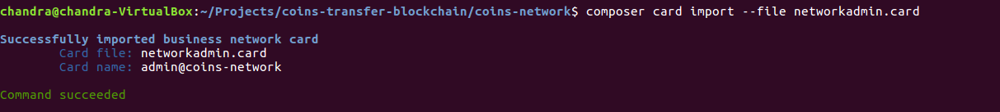 chandra@chandra-VirtualBox:~/Projects/coins-transfer-blockchain/coins-network$ composer card import --file networkadmin.card
Successfully imported business network card
Card file: networkadmin.card
Card name: admin@coins-network
Command succeeded